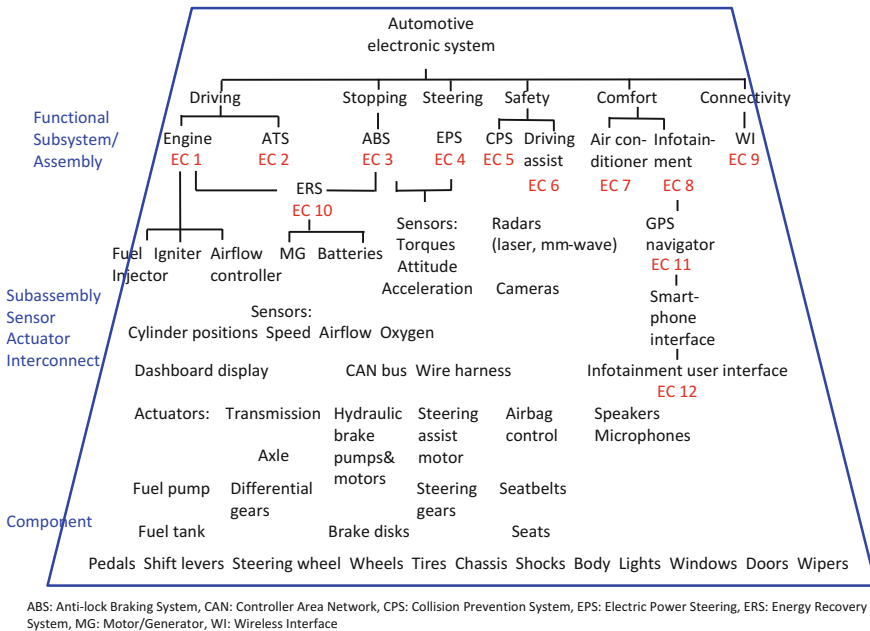 Automotive
electronic system
Driving Stopping Steering Safety Comfort Connectivity
Functional
Subsystem/
Assembly
Engine ATS ABS EPS CPS Driving Air con- Infotain- WI
EC 1 EC 2 EC 3 EC 4 EC 5 assist ditioner ment EC 9
EC 6 EC 7 EC 8
ERS
EC 10
Sensors: Radars GPS
Torques (laser, mm-wave) navigator
Fuel Igniter Airflow MG Batteries
Injector controller
Attitude EC 11
Acceleration Cameras
Subassembly
Sensor
Actuator
Interconnect
Smart-
phone
interface
Sensors:
Cylinder positions Speed Airflow Oxygen
Dashboard display CAN bus Wire harness Infotainment user interface
EC 12
Actuators: Transmission Hydraulic Steering Airbag Speakers
brake assist control Microphones
Axle pumps& motor
motors
Fuel pump Differential Steering Seatbelts
gears gears
Component
Fuel tank Brake disks Seats
Pedals Shift levers Steering wheel Wheels Tires Chassis Shocks Body Lights Windows Doors Wipers
ABS: Anti-lock Braking System, CAN: Controller Area Network, CPS: Collision Prevention System, EPS: Electric Power Steering, ERS: Energy Recovery
System, MG: Motor/Generator, WI: Wireless Interface